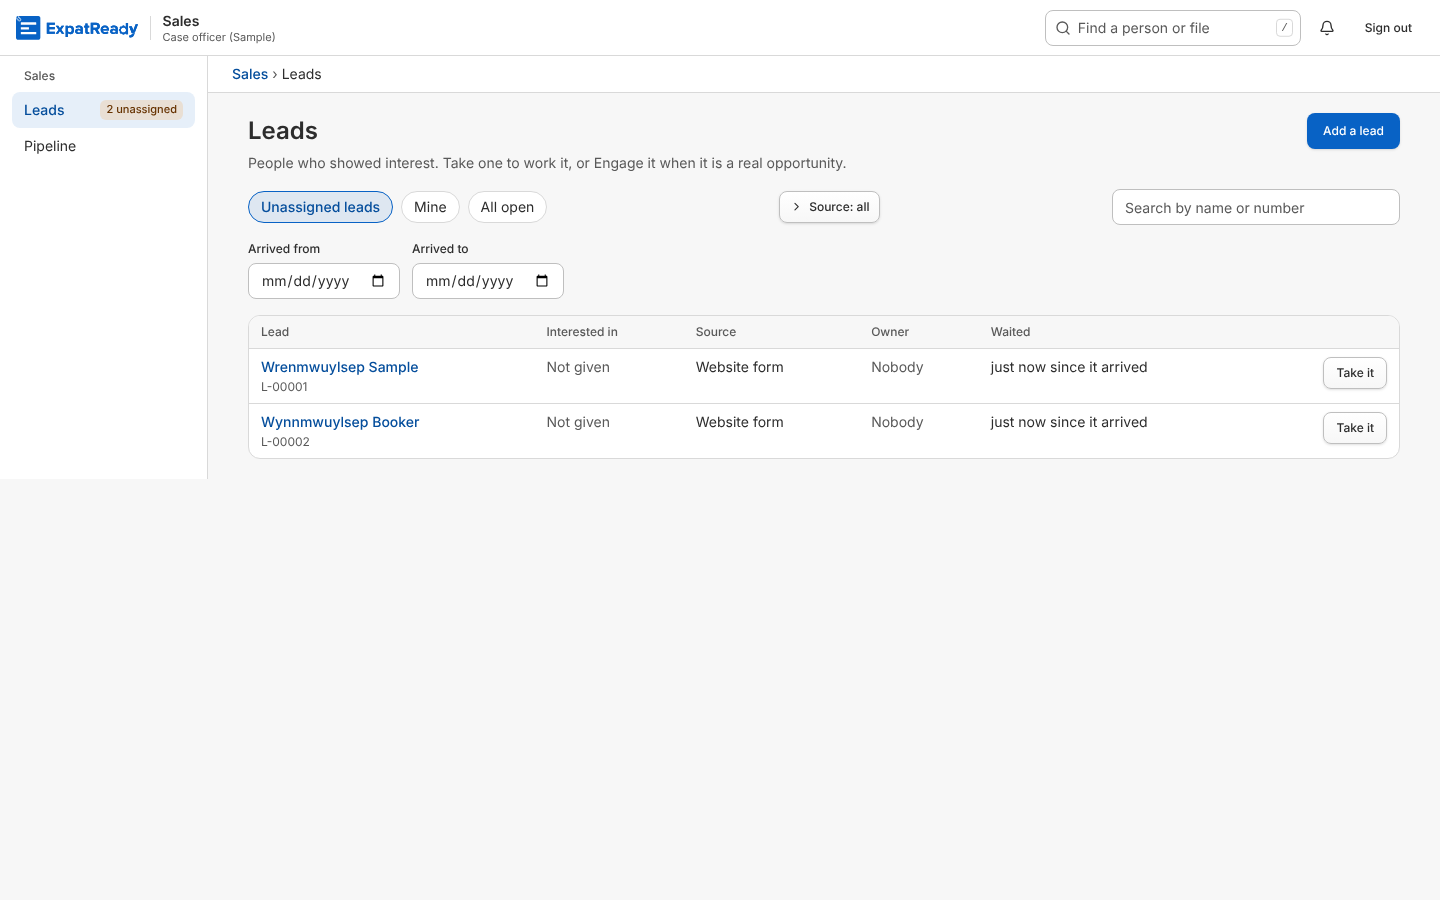 ExpatReady
Sales
Case officer (Sample)
Find a person or file
/
Sign out
Sales
Leads
2 unassigned
Pipeline
Sales › Leads
Leads
Add a lead
People who showed interest. Take one to work it, or Engage it when it is a real opportunity.
Unassigned leads
Mine
All open
Source: all
Search by name or number
Arrived from
Arrived to
mm/dd/yyyy
mm/dd/yyyy
Lead
Interested in
Source
Owner
Waited
Wrenmwuylsep Sample
Not given
Website form
Nobody
just now since it arrived
Take it
L-00001
Wynnmwuylsep Booker
Not given
Website form
Nobody
just now since it arrived
Take it
L-00002